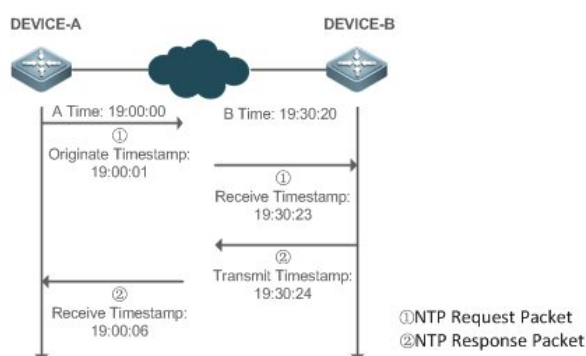 DEVICE-A
DEVICE-B
A Time: 19:00:00
B Time: 19:30:20
①
Originate Timestamp:
19:00:01
①
Receive Timestamp:
19:30:23
②
Transmit Timestamp:
19:30:24
②
Receive Timestamp:
19:00:06
①NTP Request Packet
②NTP Response Packet